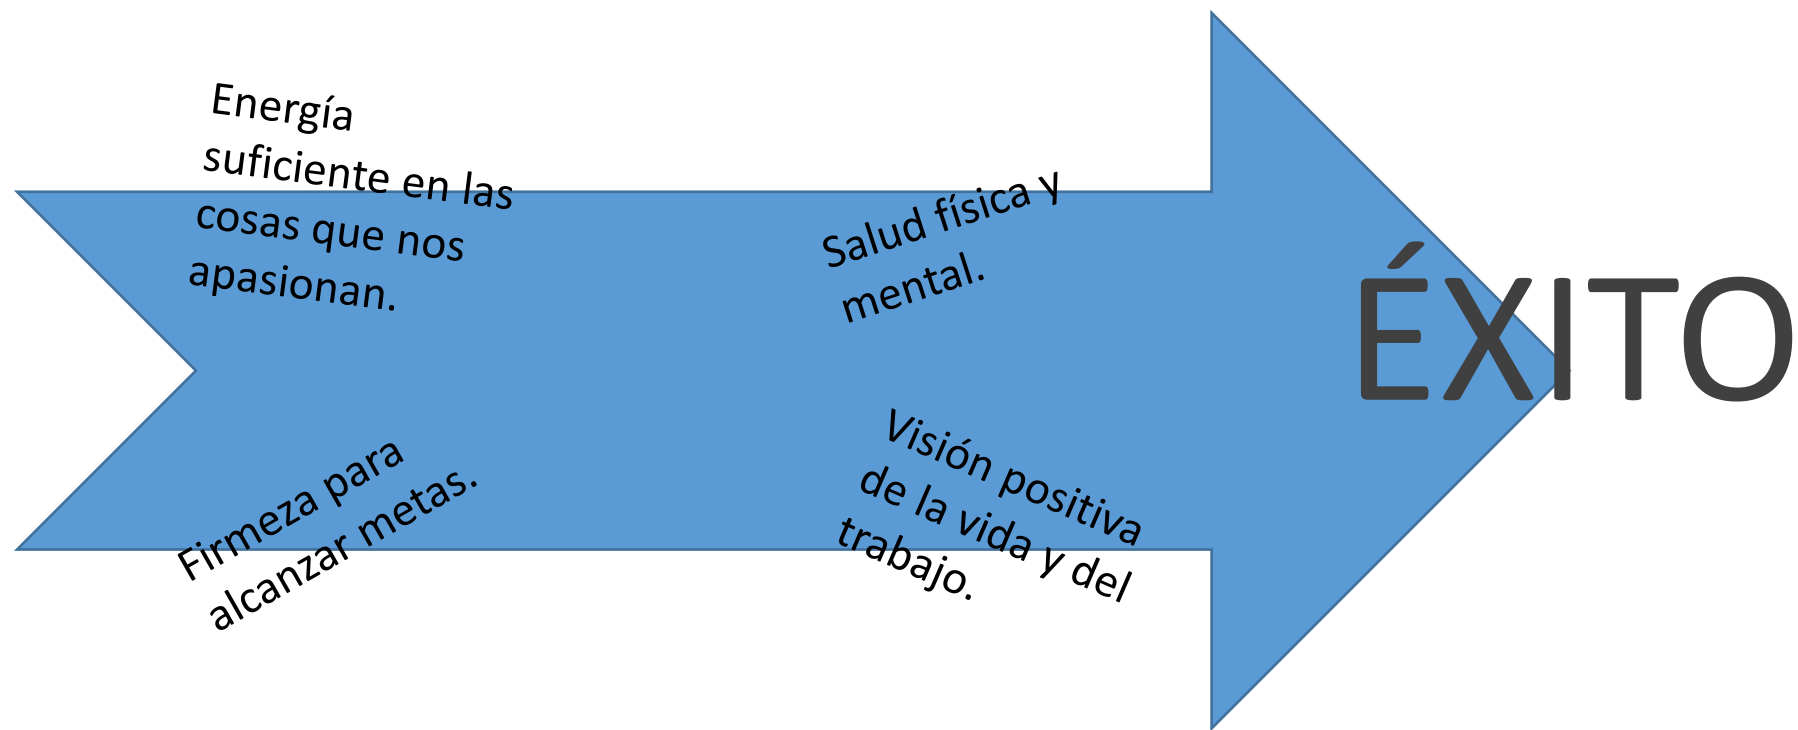 Energía
suficiente en las
cosas que nos
apasionan.
Salud física y
mental.
ÉXITO
Firmeza para
alcanzar metas.
Visión positiva
de la vida y del
trabajo.